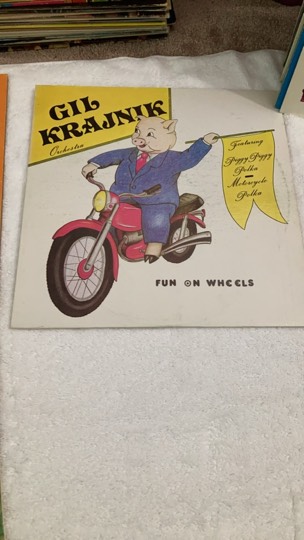 GIL
KRAJNIK
Orchestra
Featuring
Piggy Piggy
Polka
Motorcycle
Polka
FUN ON WHEELS